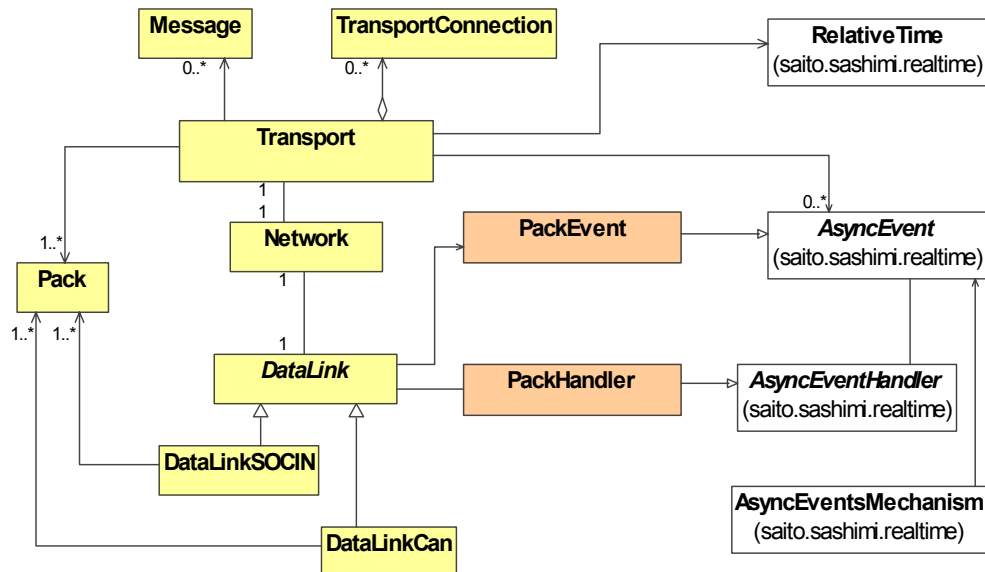 Message
TransportConnection
RelativeTime
(saito.sashimi.realtime)
0..*
0..*
Transport
1
1
0..*
1..*
Network
1
PackEvent
AsyncEvent
(saito.sashimi.realtime)
Pack
1..*
1..*
1
DataLink
PackHandler
AsyncEventHandler
(saito.sashimi.realtime)
DataLinkSOCIN
AsyncEventsMechanism
(saito.sashimi.realtime)
DataLinkCan